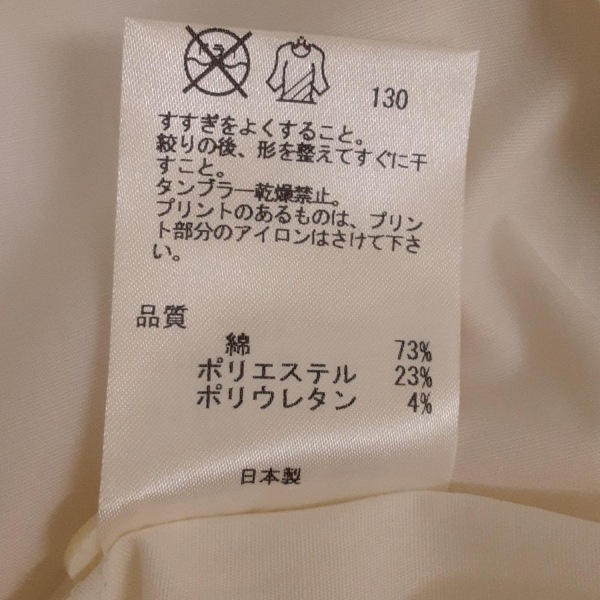 ドライ
130
すすぎをよくすること。
絞りの後、形を整えてすぐに干
すこと。
タンブラー乾燥禁止。
プリントのあるものは、プリン
ト部分のアイロンはさけて下さ
い。
品質
綿 73%
ポリエステル 23%
ポリウレタン 4%
日本製